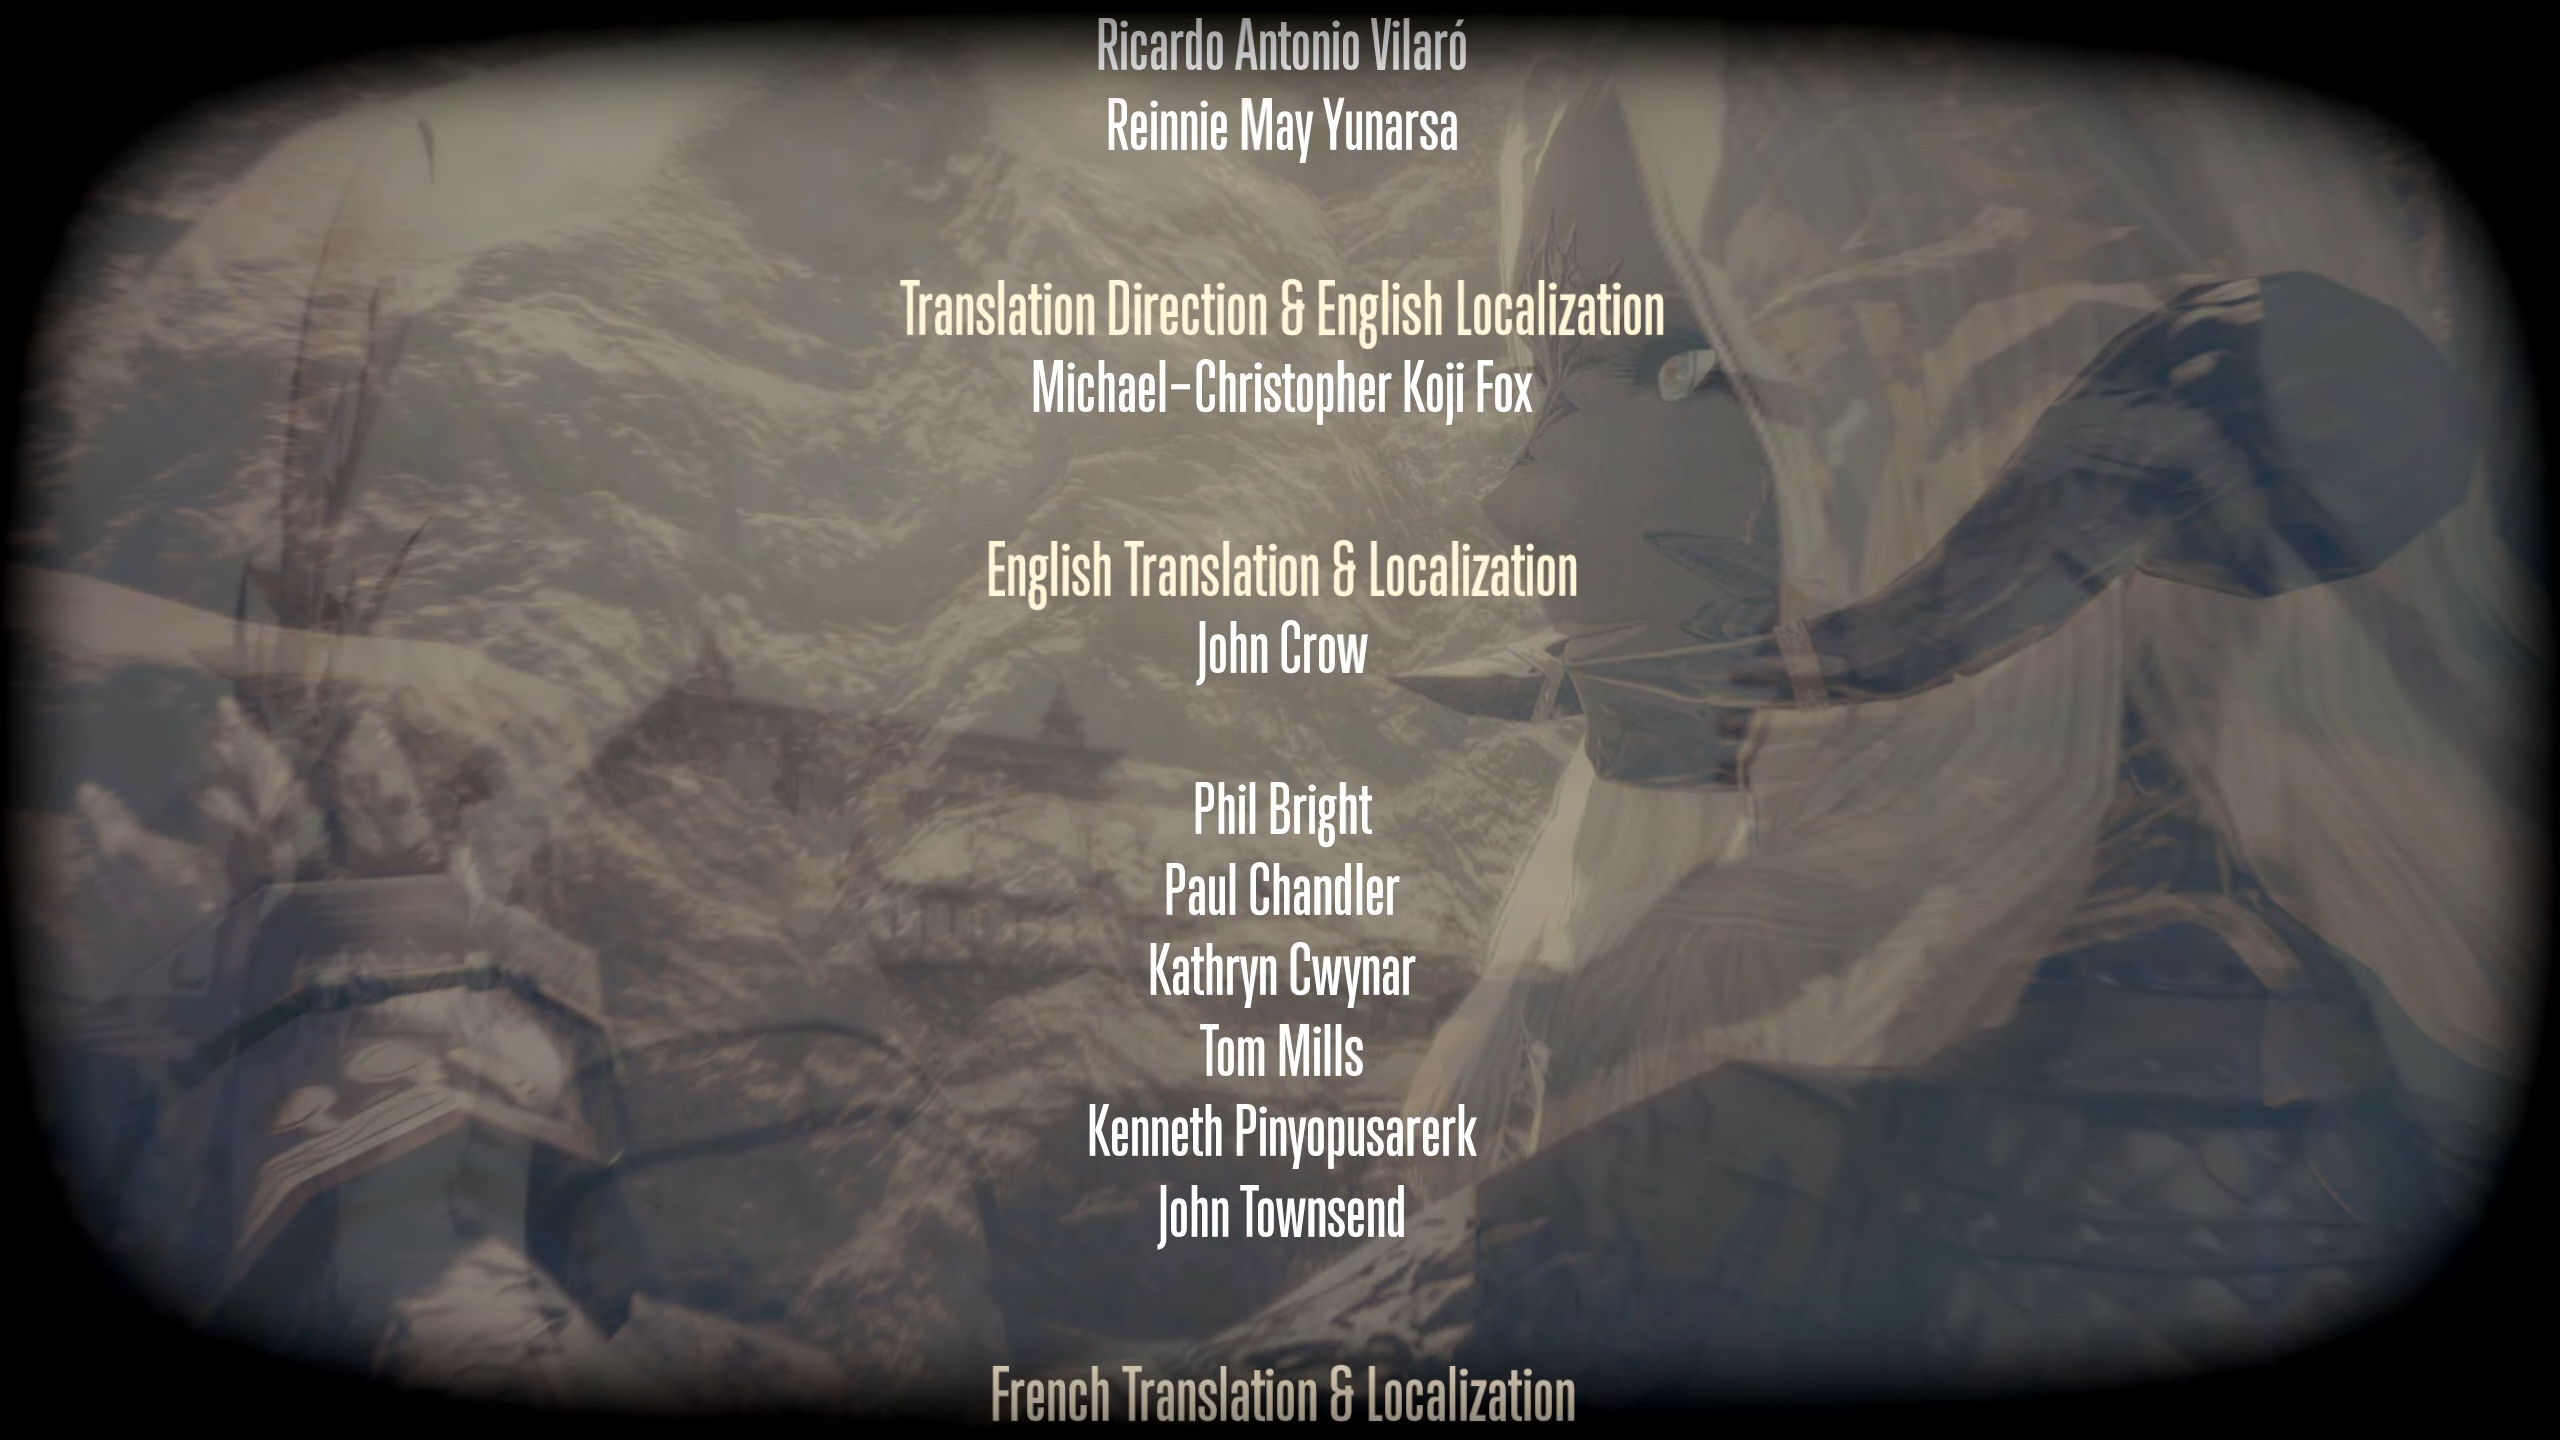 Ricardo Antonio Vilaró
Reinnie May Yunarsa
Translation Direction & English Localization
Michael-Christopher Koji Fox
English Translation & Localization
John Crow
Phil Bright
Paul Chandler
Kathryn Cwynar
Tom Mills
Kenneth Pinyopusarerk
John Townsend
French Translation & Localization